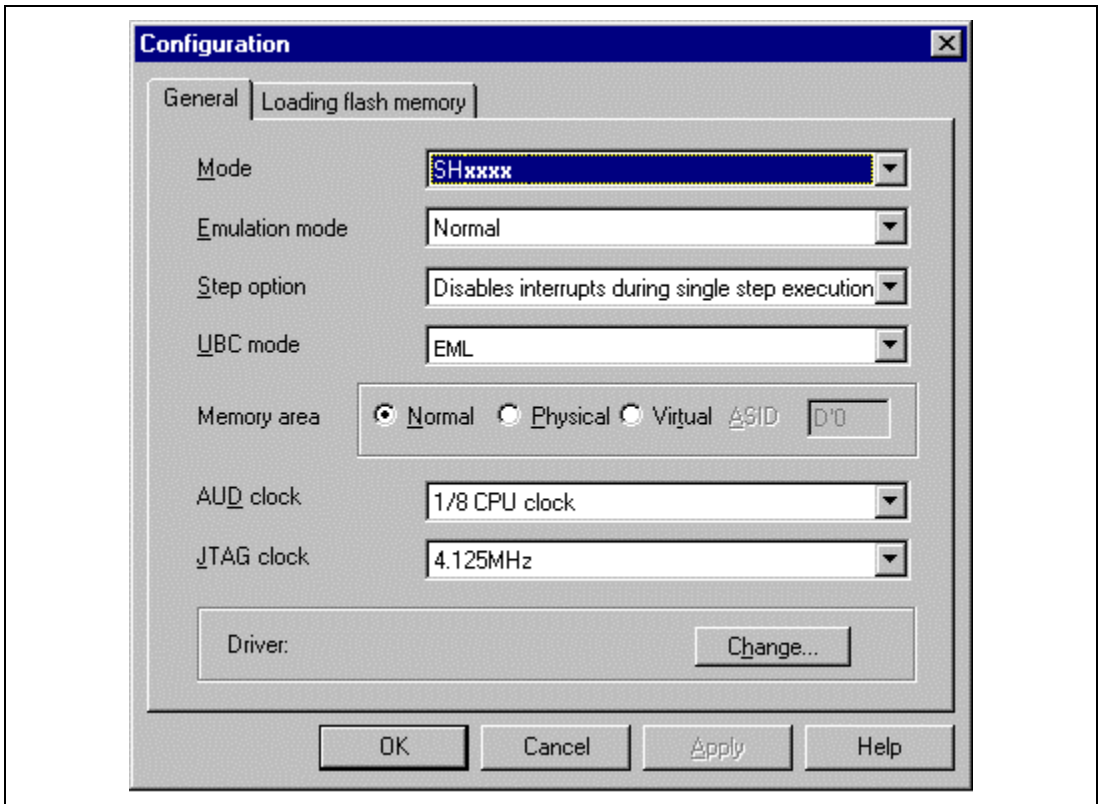 Configuration
General Loading flash memory
Mode SHxxxx
Emulation mode Normal
Step option Disables interrupts during single step execution
UBC mode EML
Memory area Normal Physical Virtual ASID D'0
AUD clock 1/8 CPU clock
JTAG clock 4.125MHz
Driver: Change...
OK Cancel Apply Help